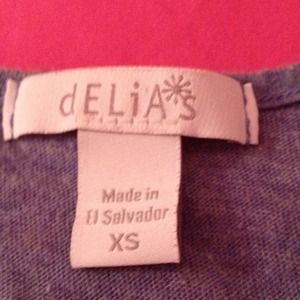 dELiA*s
Made in
El Salvador
XS